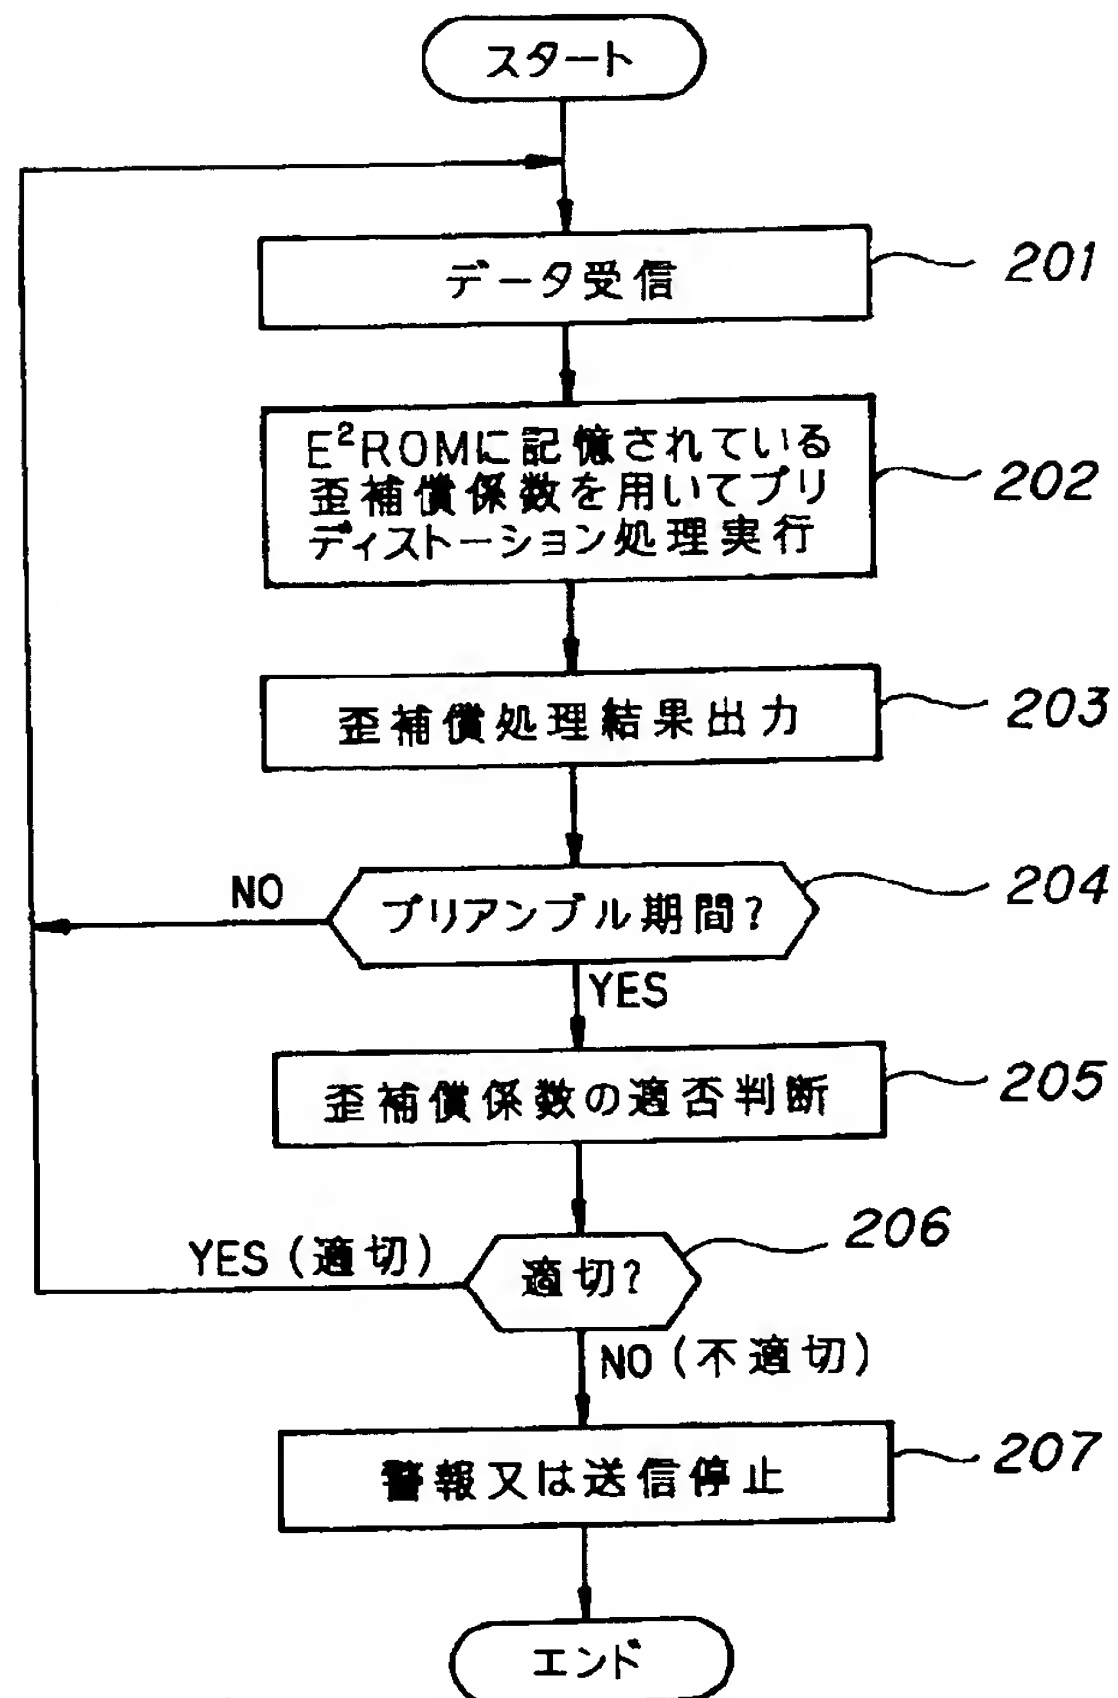 スタート
データ受信
201
E²ROMに記憶されている
歪補償係数を用いてプリ
ディストーション処理実行
202
歪補償処理結果出力
203
プリアンブル期間?
204
NO
YES
歪補償係数の適否判断
205
適切?
206
YES(適切)
NO(不適切)
警報又は送信停止
207
エンド